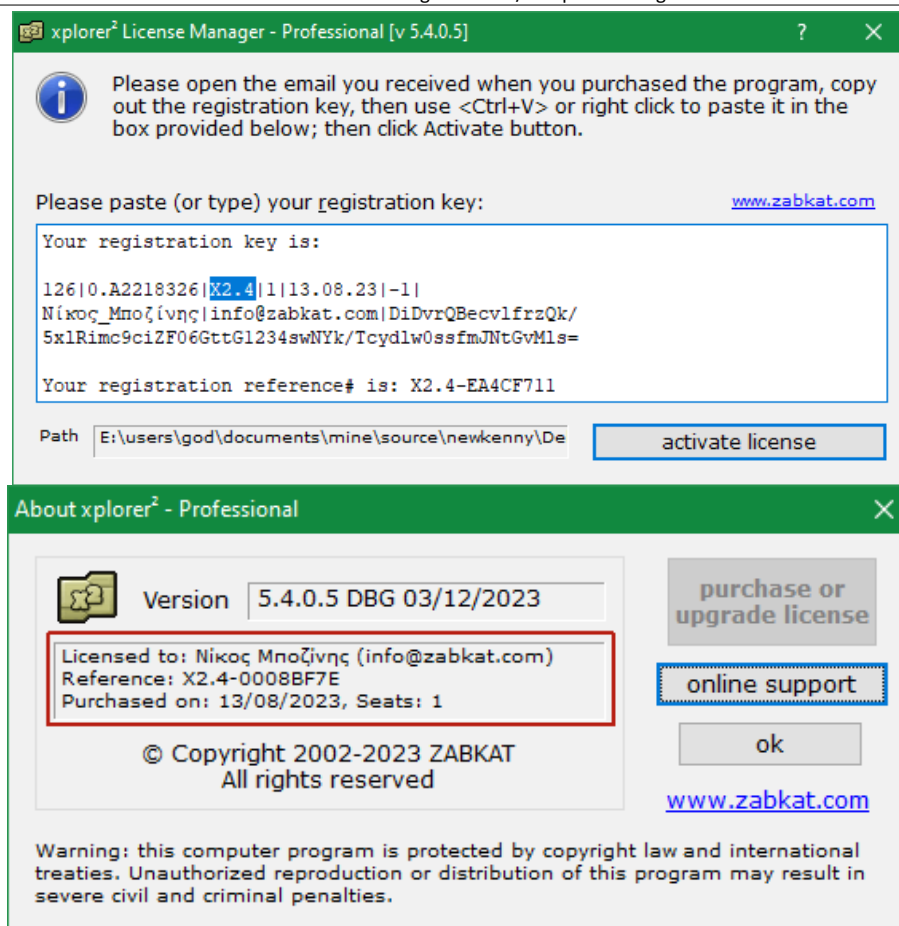 xplorer² License Manager - Professional [v 5.4.0.5]
Please open the email you received when you purchased the program, copy
out the registration key, then use <Ctrl+V> or right click to paste it in the
box provided below; then click Activate button.
Please paste (or type) your registration key:
www.zabkat.com
Your registration key is:
126|0.A2218326|X2.4|1|13.08.23|-1|
Νίκος_Μποζίνης|info@zabkat.com|DiDvrQBecvlfrzQk/
5xlRimc9ciZF06GttG1234swNYk/Tcydlw0ssfmJNtGvMls=
Your registration reference# is: X2.4-EA4CF711
Path
E:\users\god\documents\mine\source\newkenny\De
activate license
About xplorer² - Professional
Version
5.4.0.5 DBG 03/12/2023
purchase or
upgrade license
Licensed to: Νίκος Μποζίνης (info@zabkat.com)
Reference: X2.4-0008BF7E
Purchased on: 13/08/2023, Seats: 1
online support
© Copyright 2002-2023 ZABKAT
All rights reserved
ok
www.zabkat.com
Warning: this computer program is protected by copyright law and international
treaties. Unauthorized reproduction or distribution of this program may result in
severe civil and criminal penalties.